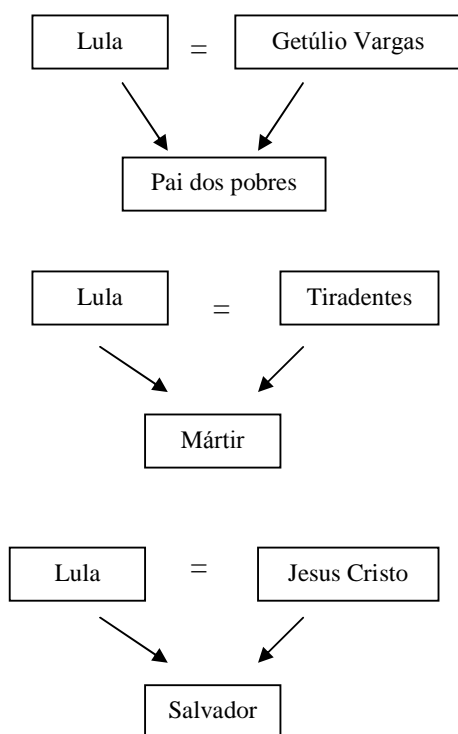 Lula = Getúlio Vargas
Pai dos pobres
Lula = Tiradentes
Mártir
Lula = Jesus Cristo
Salvador